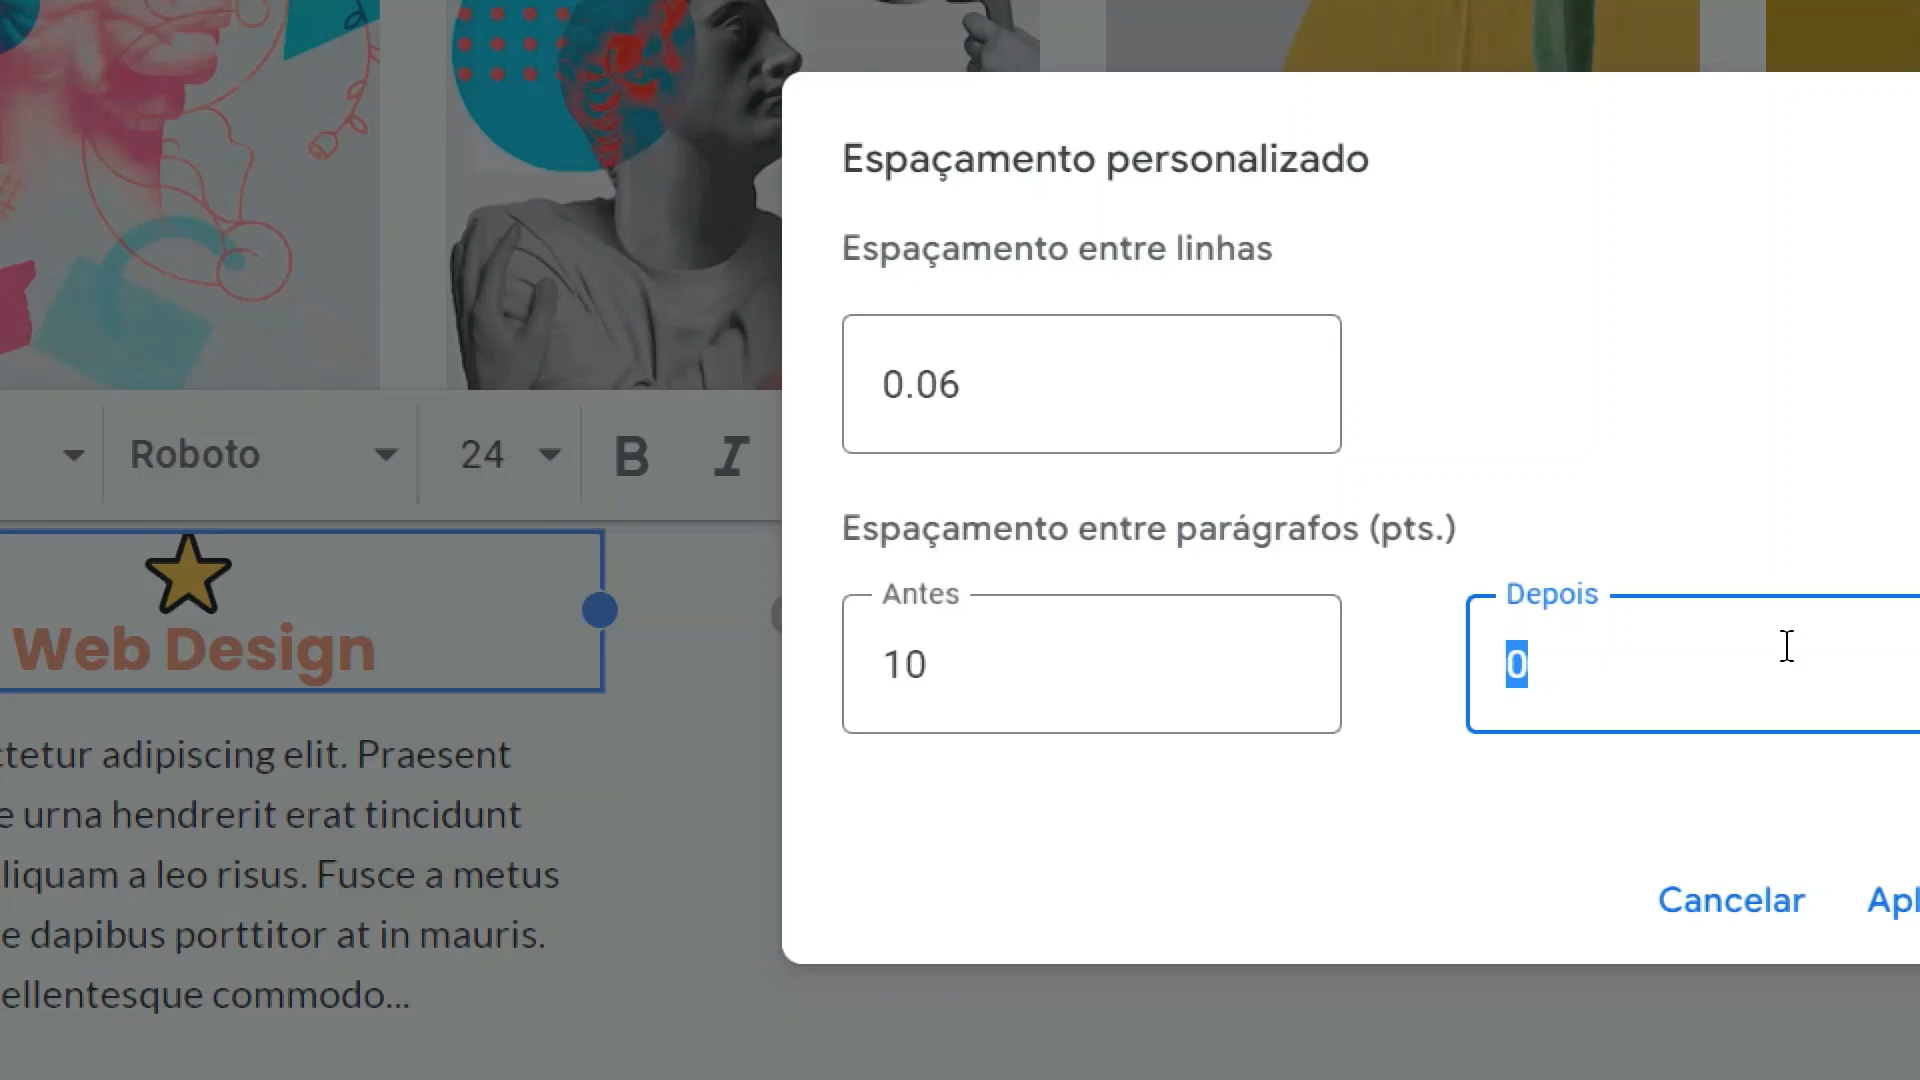 Espaçamento personalizado
Espaçamento entre linhas
0.06
Roboto
24
B
I
Espaçamento entre parágrafos (pts.)
Antes
10
Depois
0
Web Design
ctetur adipiscing elit. Praesent
e urna hendrerit erat tincidunt
liquam a leo risus. Fusce a metus
e dapibus porttitor at in mauris.
ellentesque commodo...
Cancelar
Apl